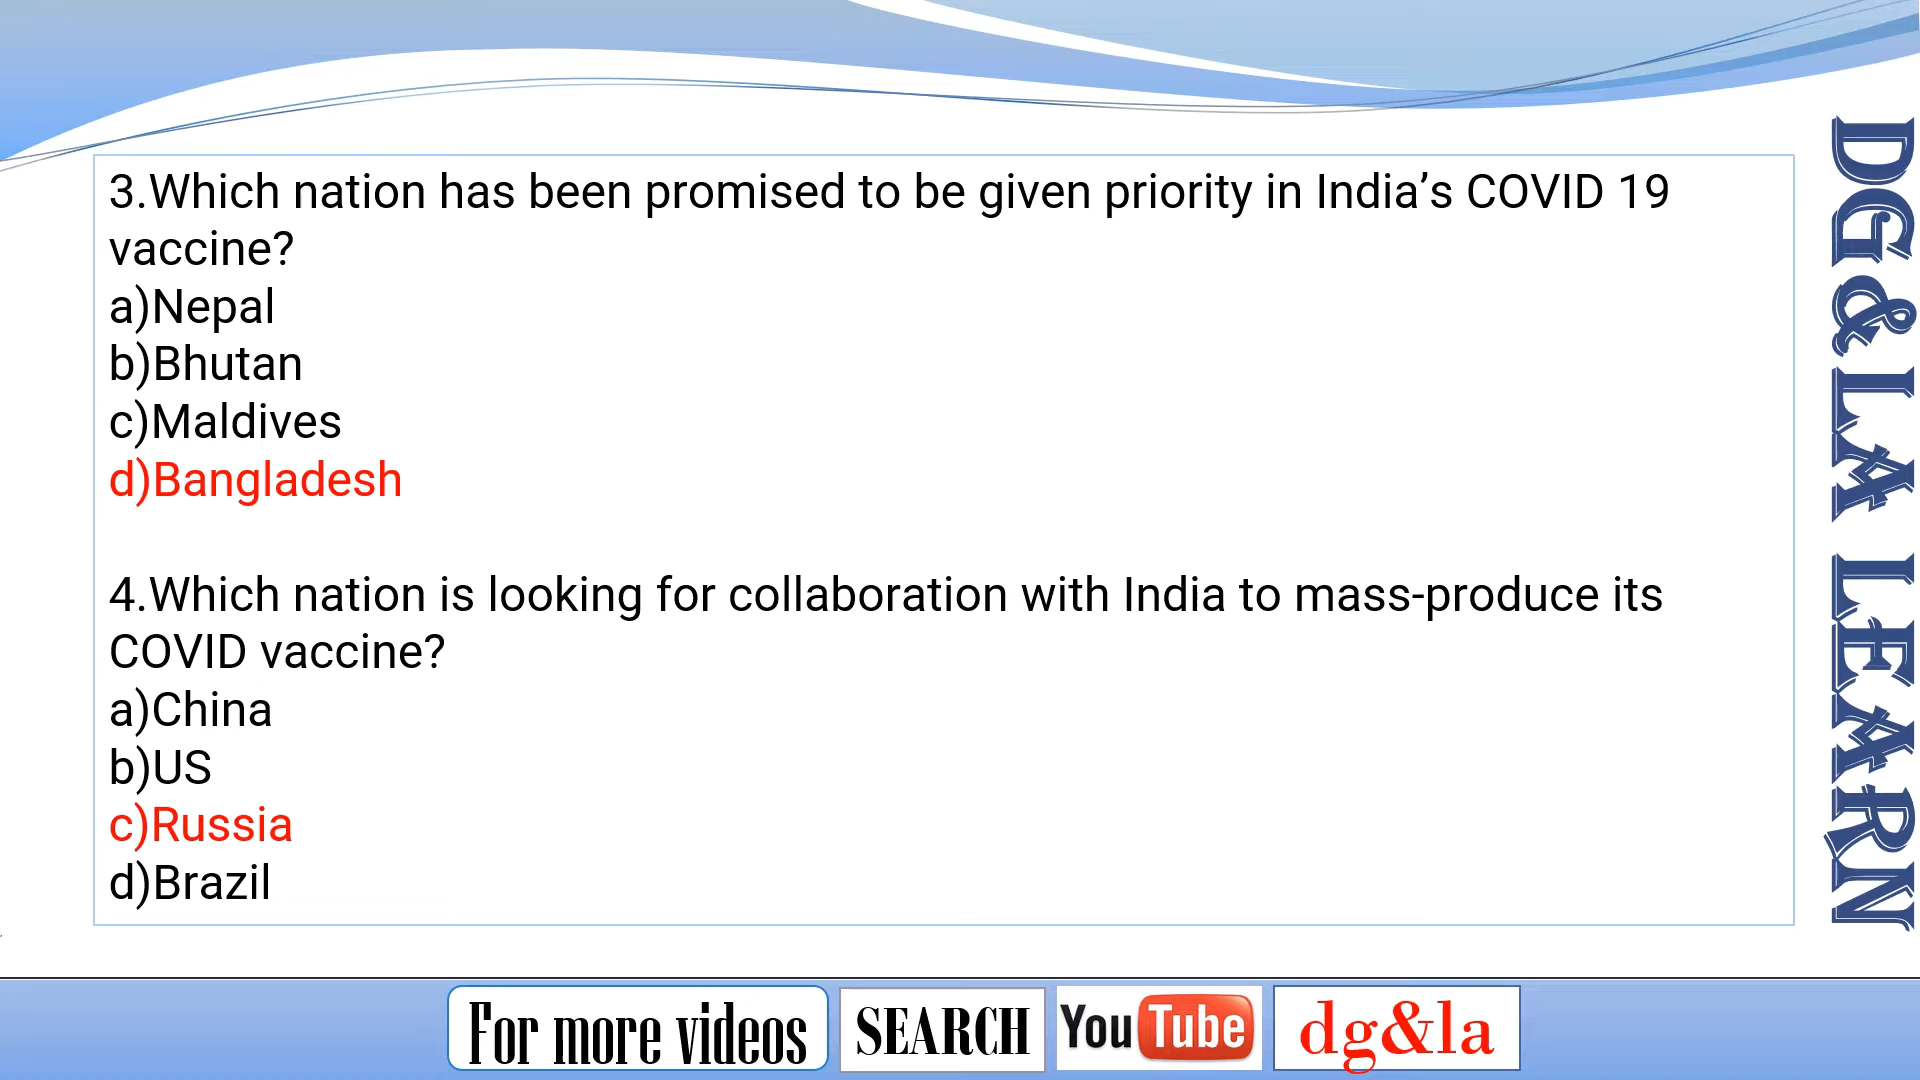 3.Which nation has been promised to be given priority in India’s COVID 19
vaccine?
a)Nepal
b)Bhutan
c)Maldives
d)Bangladesh
4.Which nation is looking for collaboration with India to mass-produce its
COVID vaccine?
a)China
b)US
c)Russia
d)Brazil
DG&LA LEARN
For more videos
SEARCH
YouTube
dg&la